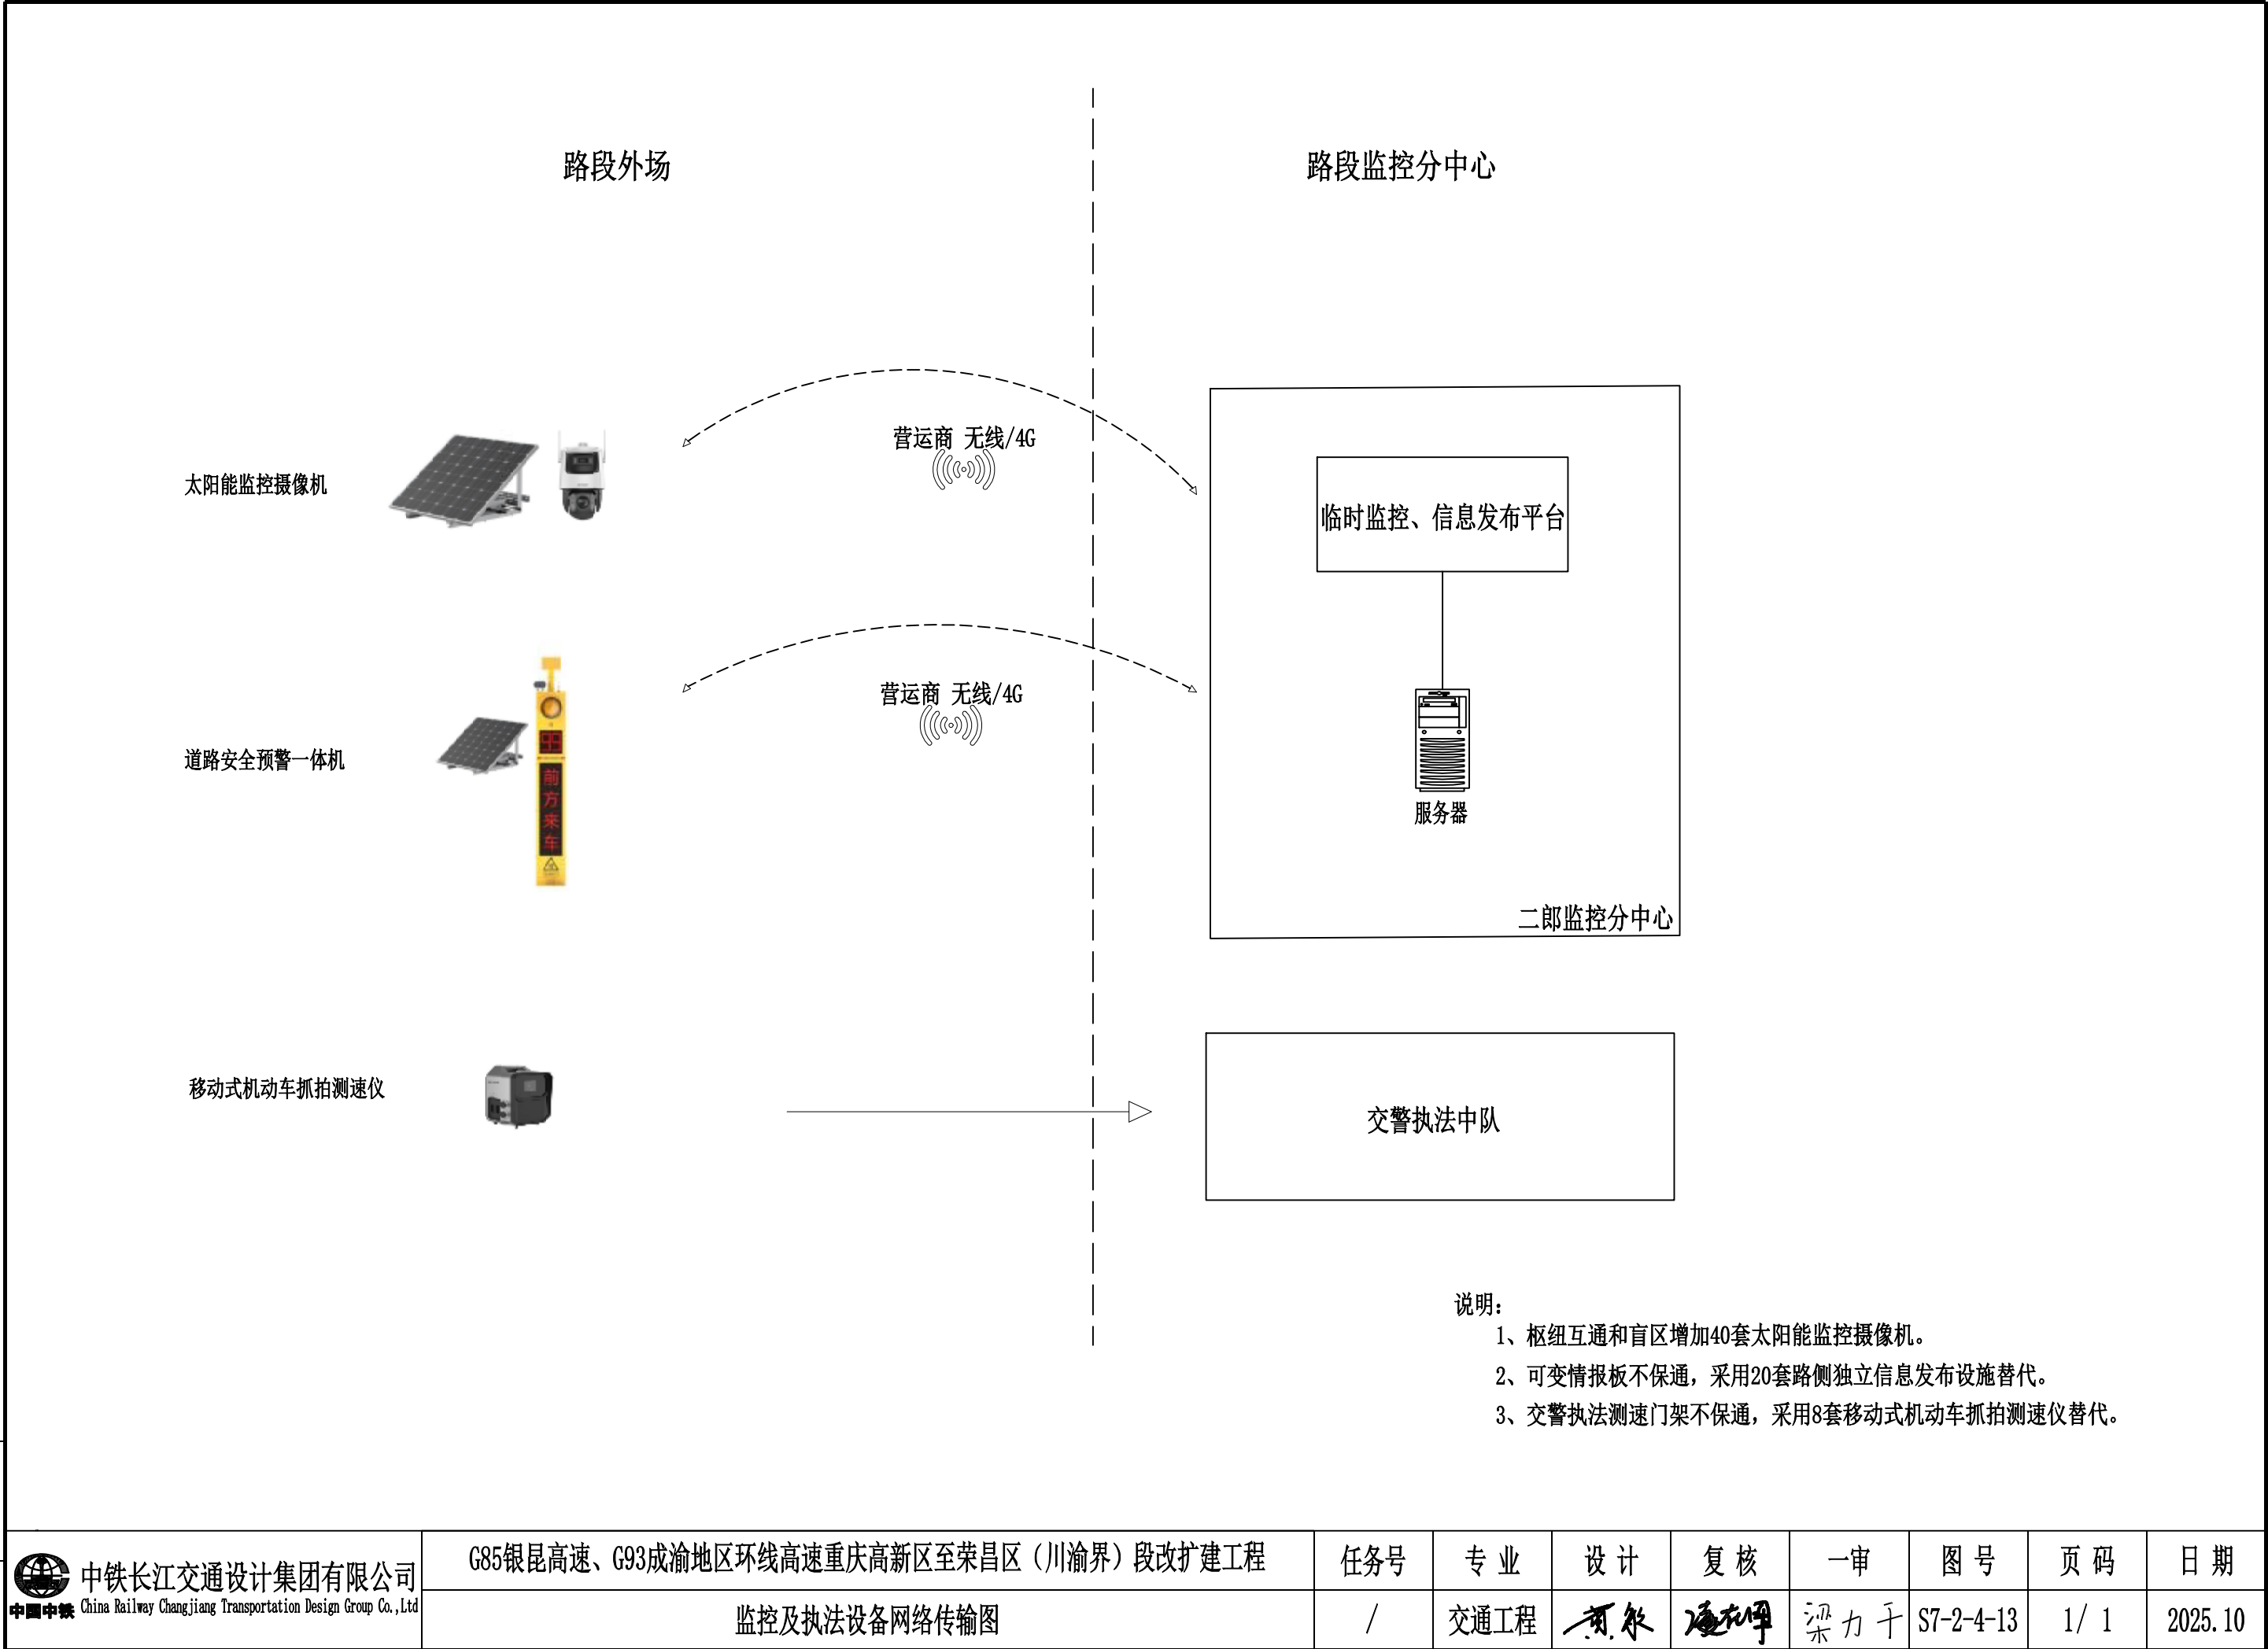 路段外场
路段监控分中心
营运商 无线/4G
太阳能监控摄像机
临时监控、信息发布平台
营运商 无线/4G
道路安全预警一体机
前方来车
服务器
二郎监控分中心
移动式机动车抓拍测速仪
交警执法中队
说明：
1、枢纽互通和盲区增加40套太阳能监控摄像机。
2、可变情报板不保通，采用20套路侧独立信息发布设施替代。
3、交警执法测速门架不保通，采用8套移动式机动车抓拍测速仪替代。
中国中铁
中铁长江交通设计集团有限公司
China Railway Changjiang Transportation Design Group Co.,Ltd
G85银昆高速、G93成渝地区环线高速重庆高新区至荣昌区（川渝界）段改扩建工程
监控及执法设备网络传输图
任务号
/
专 业
交通工程
设 计
复 核
一审
梁力千
图 号
S7-2-4-13
页 码
1/ 1
日 期
2025.10